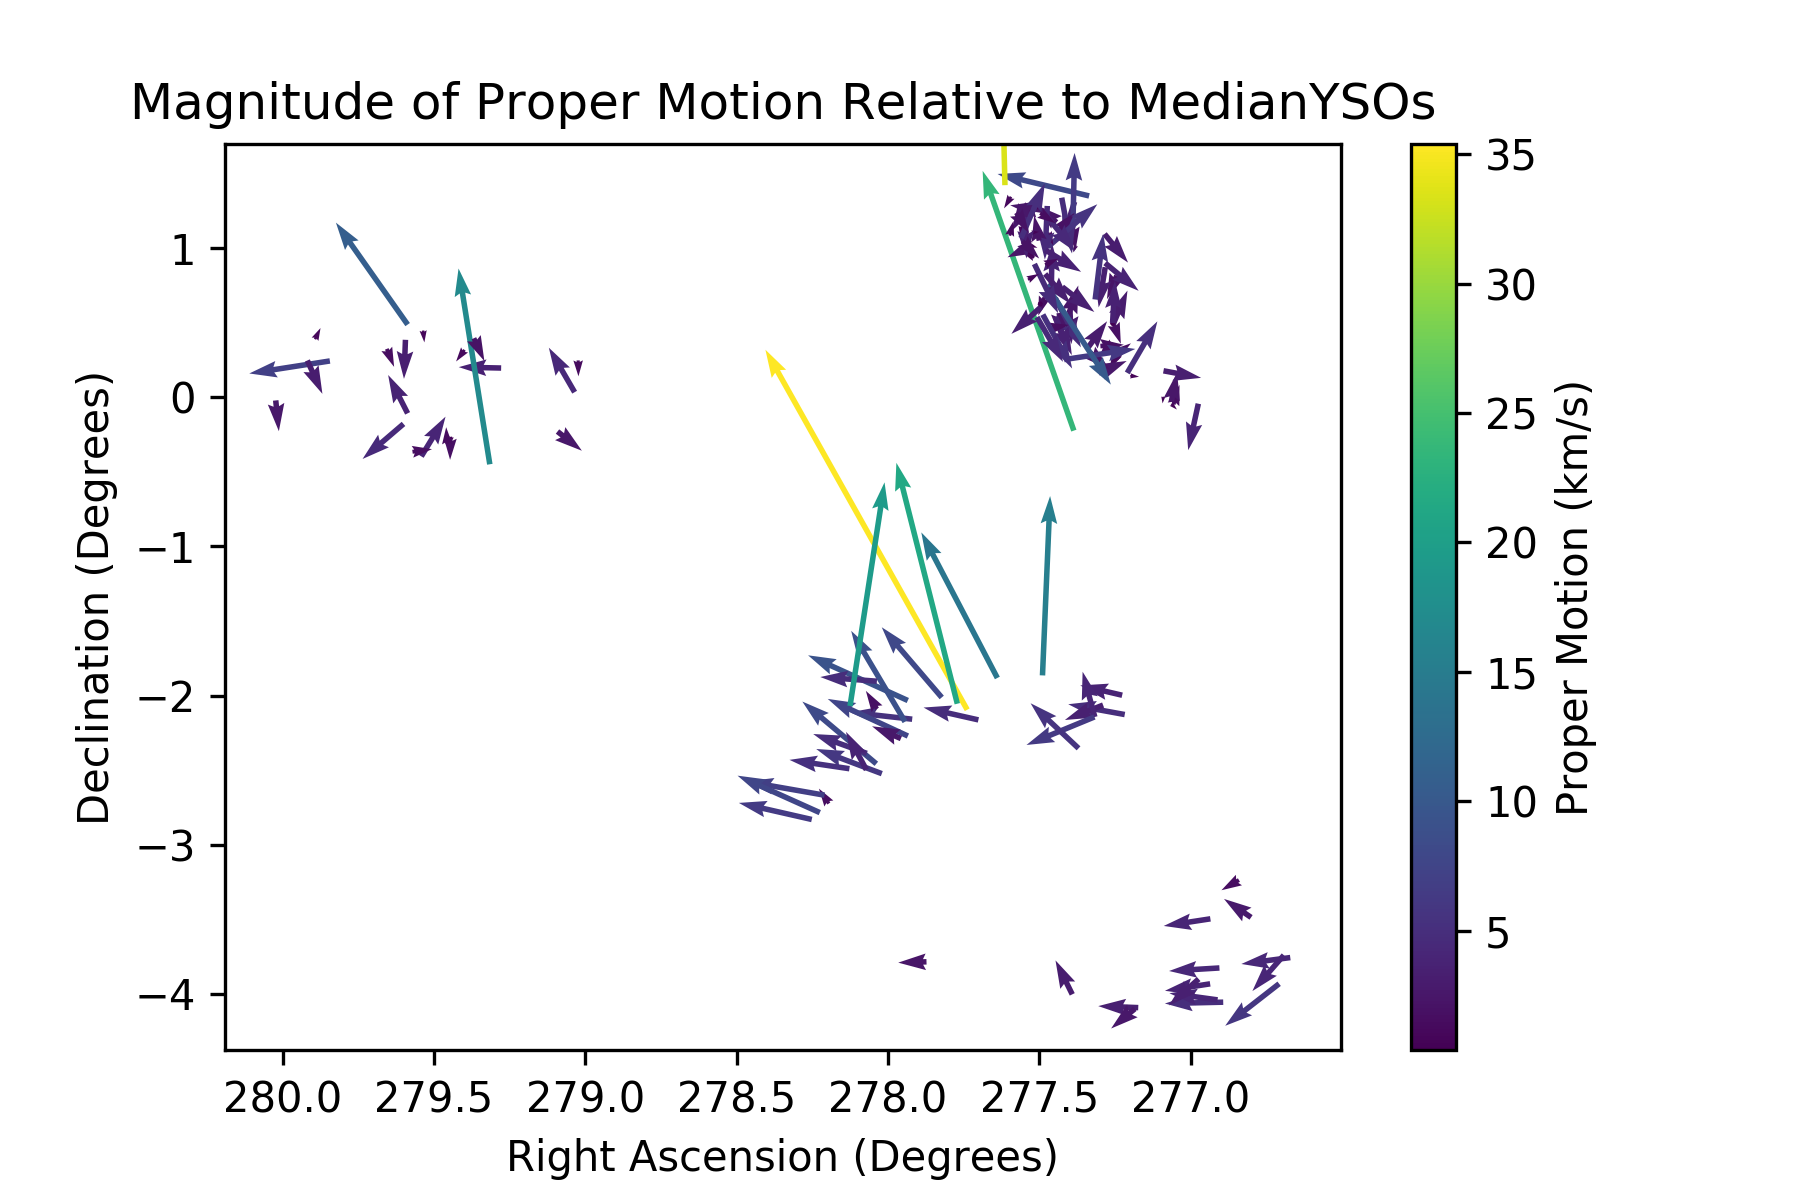 Magnitude of Proper Motion Relative to MedianYSOs
1
0
−1
−2
−3
−4
Declination (Degrees)
280.0 279.5 279.0 278.5 278.0 277.5 277.0
Right Ascension (Degrees)
35
30
25
20
15
10
5
Proper Motion (km/s)